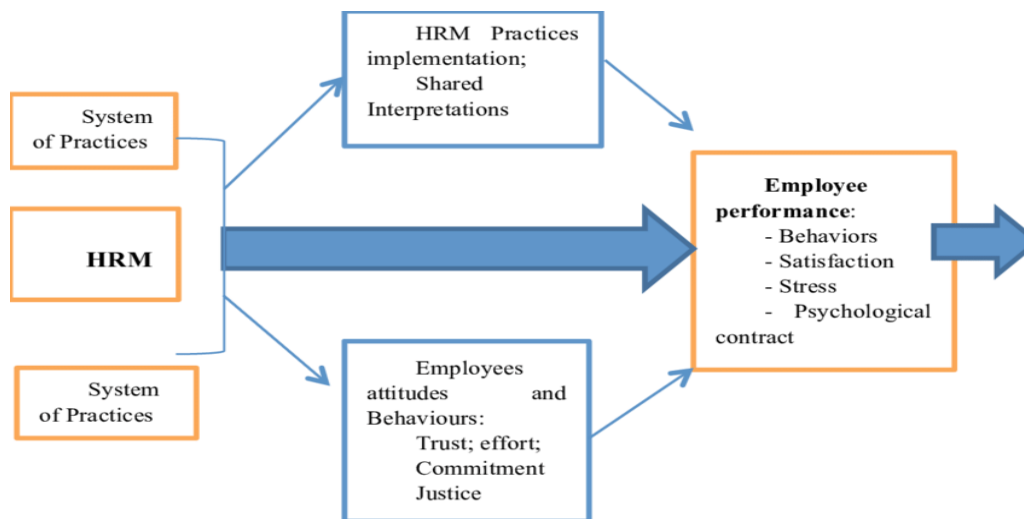 System
of Practices
HRM
System
of Practices
HRM Practices
implementation;
Shared
Interpretations
Employees
attitudes and
Behaviours:
Trust; effort;
Commitment
Justice
Employee
performance:
- Behaviors
- Satisfaction
- Stress
- Psychological
contract